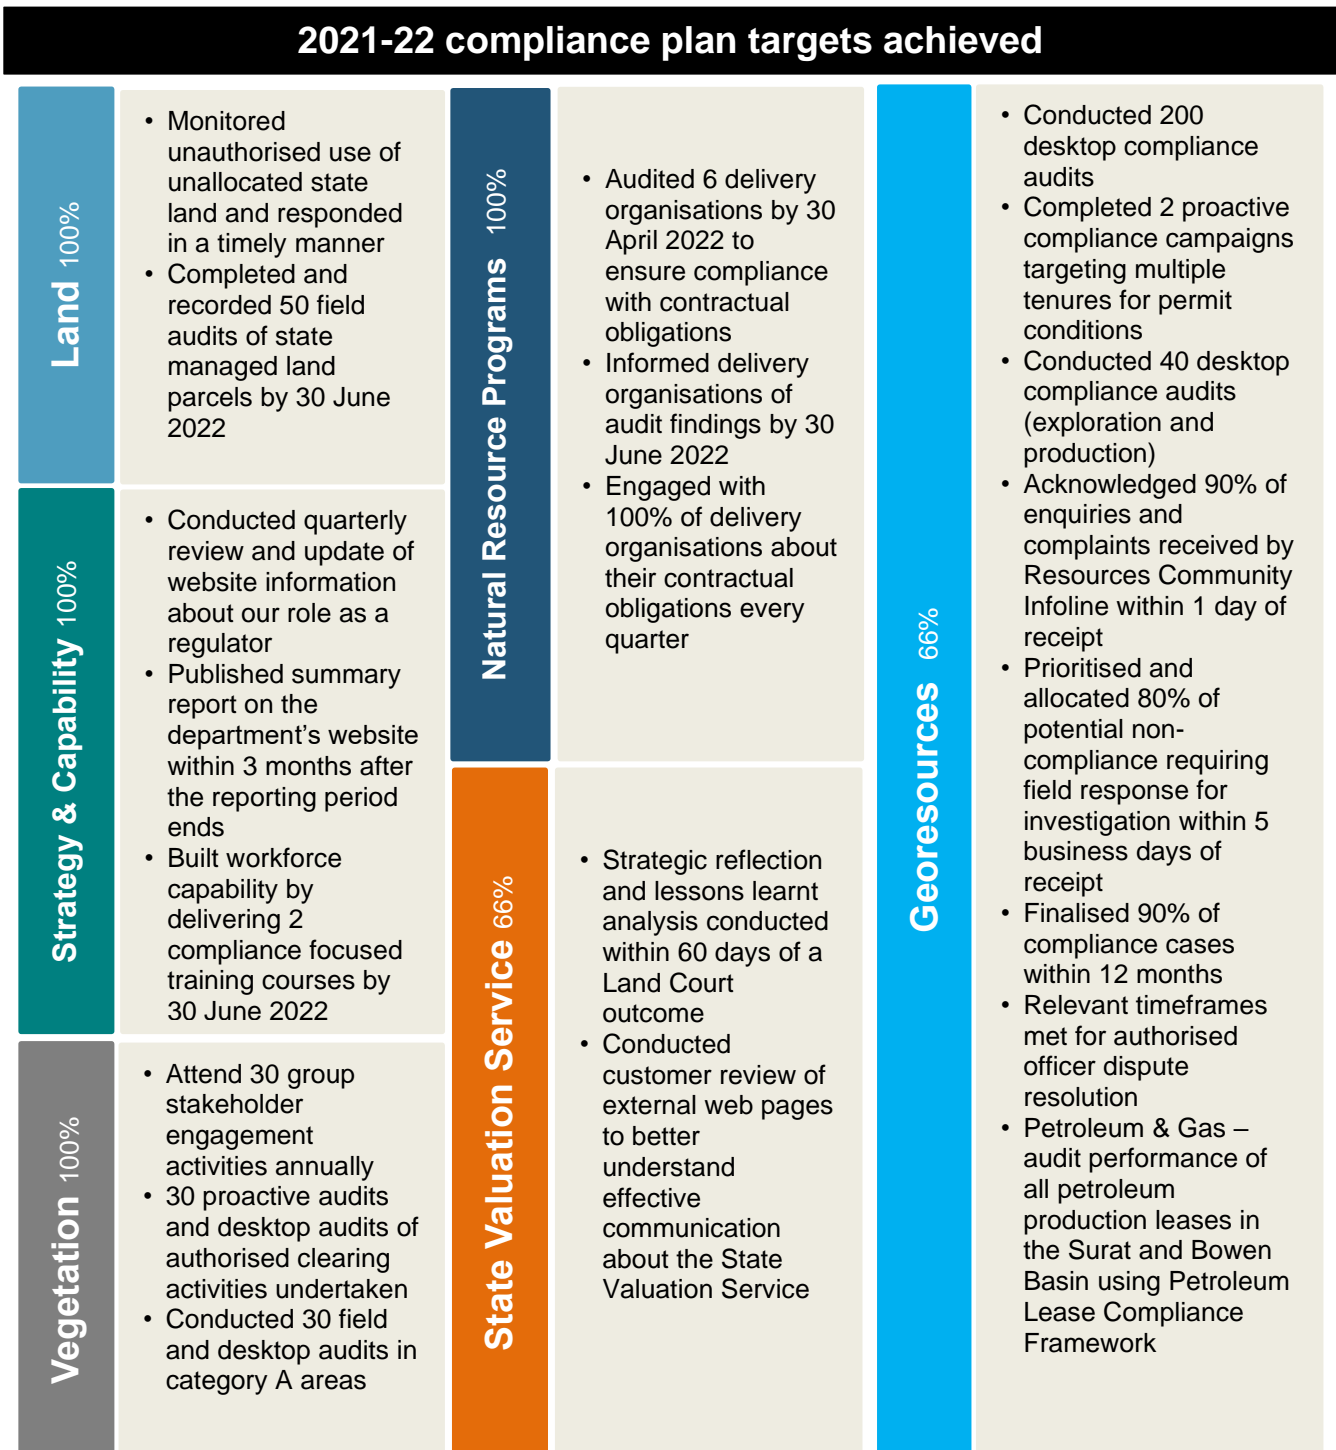 2021-22 compliance plan targets achieved
Land 100%
• Monitored
unauthorised use of
unallocated state
land and responded
in a timely manner
• Completed and
recorded 50 field
audits of state
managed land
parcels by 30 June
2022
Strategy & Capability 100%
• Conducted quarterly
review and update of
website information
about our role as a
regulator
• Published summary
report on the
department's website
within 3 months after
the reporting period
ends
• Built workforce
capability by
delivering 2
compliance focused
training courses by
30 June 2022
Vegetation 100%
• Attend 30 group
stakeholder
engagement
activities annually
• 30 proactive audits
and desktop audits of
authorised clearing
activities undertaken
• Conducted 30 field
and desktop audits in
category A areas
Natural Resource Programs 100%
• Audited 6 delivery
organisations by 30
April 2022 to
ensure compliance
with contractual
obligations
• Informed delivery
organisations of
audit findings by 30
June 2022
• Engaged with
100% of delivery
organisations about
their contractual
obligations every
quarter
State Valuation Service 66%
• Strategic reflection
and lessons learnt
analysis conducted
within 60 days of a
Land Court
outcome
• Conducted
customer review of
external web pages
to better
understand
effective
communication
about the State
Valuation Service
Georesources 66%
• Conducted 200
desktop compliance
audits
• Completed 2 proactive
compliance campaigns
targeting multiple
tenures for permit
conditions
• Conducted 40 desktop
compliance audits
(exploration and
production)
• Acknowledged 90% of
enquiries and
complaints received by
Resources Community
Infoline within 1 day of
receipt
• Prioritised and
allocated 80% of
potential non-
compliance requiring
field response for
investigation within 5
business days of
receipt
• Finalised 90% of
compliance cases
within 12 months
• Relevant timeframes
met for authorised
officer dispute
resolution
• Petroleum & Gas –
audit performance of
all petroleum
production leases in
the Surat and Bowen
Basin using Petroleum
Lease Compliance
Framework